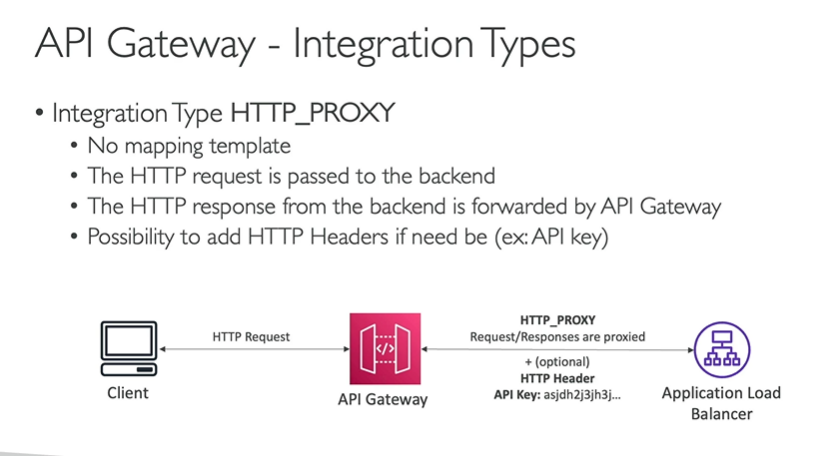 API Gateway - Integration Types
• Integration Type HTTP_PROXY
• No mapping template
• The HTTP request is passed to the backend
• The HTTP response from the backend is forwarded by API Gateway
• Possibility to add HTTP Headers if need be (ex: API key)
HTTP Request
HTTP_PROXY
Request/Responses are proxied
+ (optional)
HTTP Header
API Key: asjdh2j3jh3j...
</>
Client
API Gateway
Application Load
Balancer